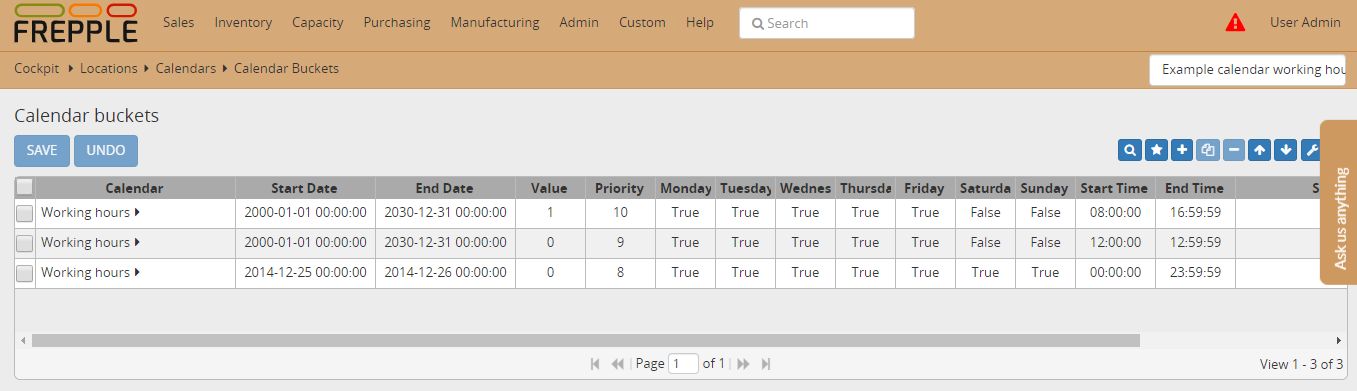 FREPPLE Sales Inventory Capacity Purchasing Manufacturing Admin Custom Help Search User Admin
Cockpit Locations Calendars Calendar Buckets Example calendar working hou
Calendar buckets
SAVE UNDO
Calendar Start Date End Date Value Priority Monday Tuesday Wednes Thursda Friday Saturda Sunday Start Time End Time S
Working hours 2000-01-01 00:00:00 2030-12-31 00:00:00 1 10 True True True True True False False 08:00:00 16:59:59
Working hours 2000-01-01 00:00:00 2030-12-31 00:00:00 0 9 True True True True True False False 12:00:00 12:59:59
Working hours 2014-12-25 00:00:00 2014-12-26 00:00:00 0 8 True True True True True True True 00:00:00 23:59:59
Ask us anything
Page 1 of 1 View 1 - 3 of 3